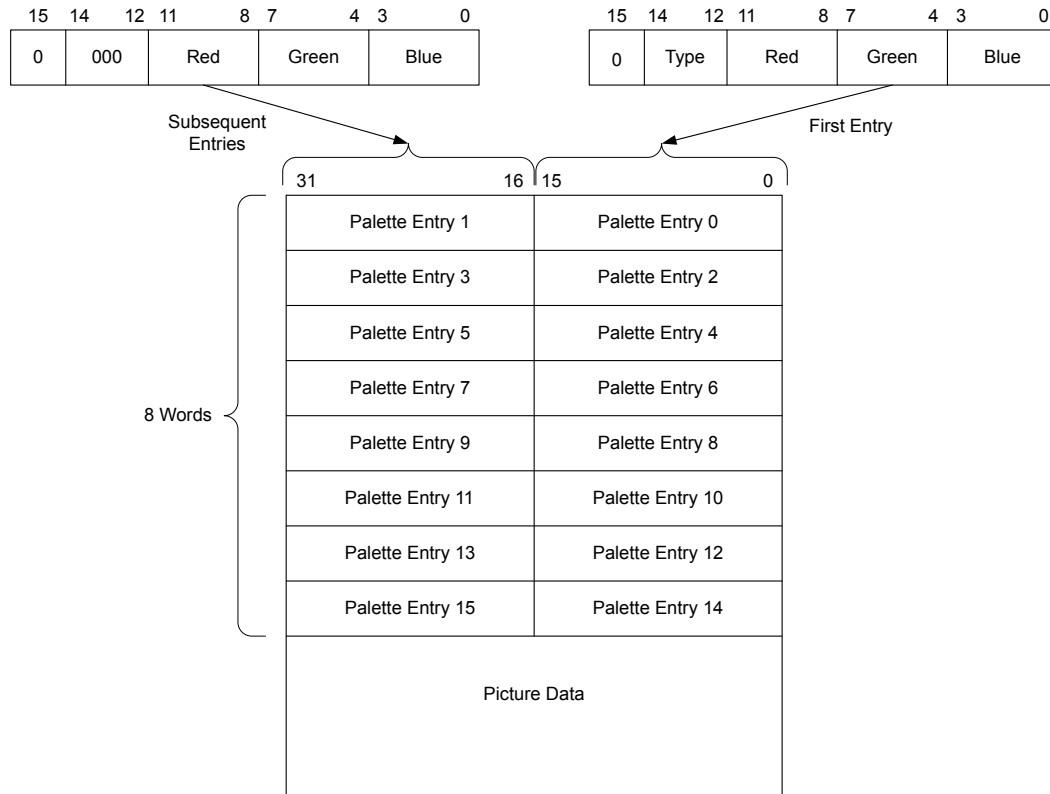 15 14 12 11 8 7 4 3 0
0 000 Red Green Blue
15 14 12 11 8 7 4 3 0
0 Type Red Green Blue
Subsequent
Entries
First Entry
31 16 15 0
Palette Entry 1 Palette Entry 0
Palette Entry 3 Palette Entry 2
Palette Entry 5 Palette Entry 4
Palette Entry 7 Palette Entry 6
8 Words
Palette Entry 9 Palette Entry 8
Palette Entry 11 Palette Entry 10
Palette Entry 13 Palette Entry 12
Palette Entry 15 Palette Entry 14
Picture Data